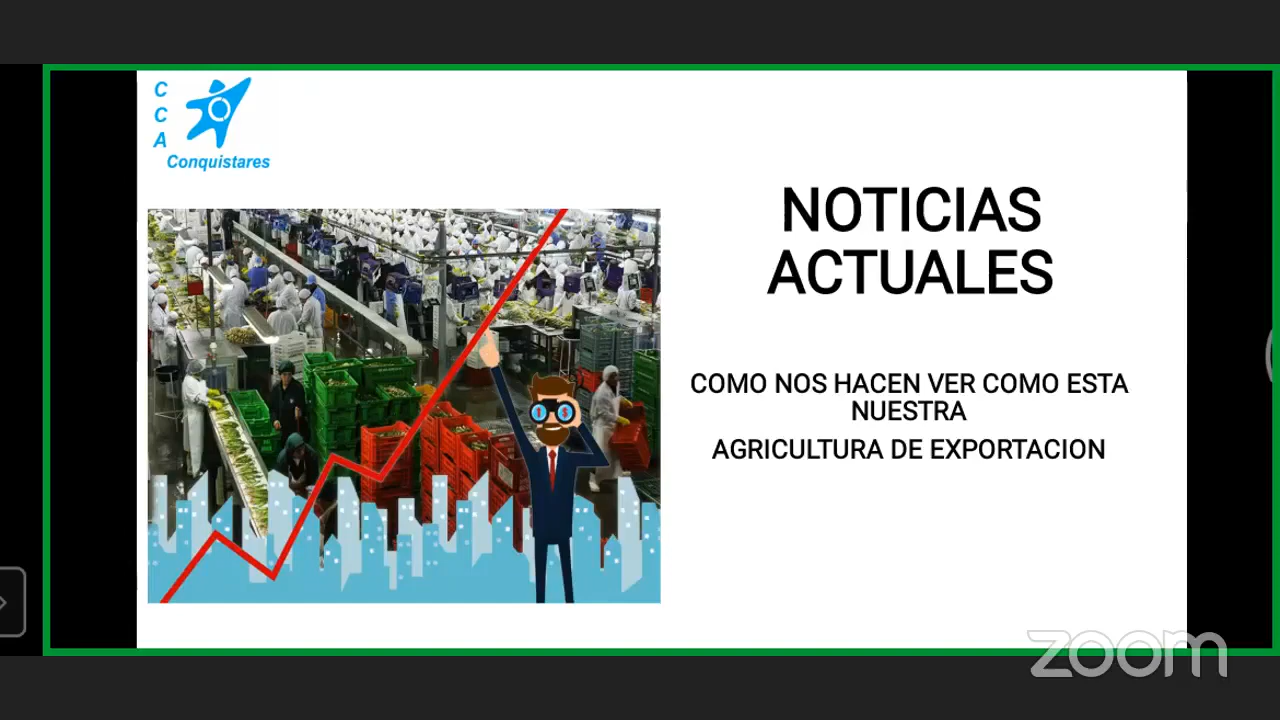 C
C
A
Conquistares
NOTICIAS
ACTUALES
COMO NOS HACEN VER COMO ESTA
NUESTRA
AGRICULTURA DE EXPORTACION
zoom